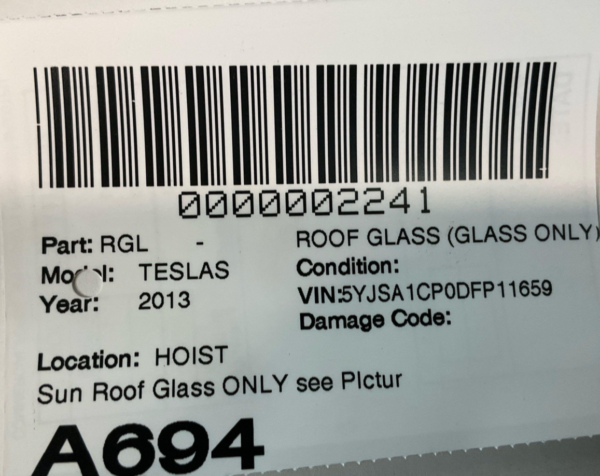 0000002241
Part: RGL - ROOF GLASS (GLASS ONLY)
Model: TESLAS Condition:
Year: 2013 VIN:5YJSA1CP0DFP11659
Damage Code:
Location: HOIST
Sun Roof Glass ONLY see PIctur
A694